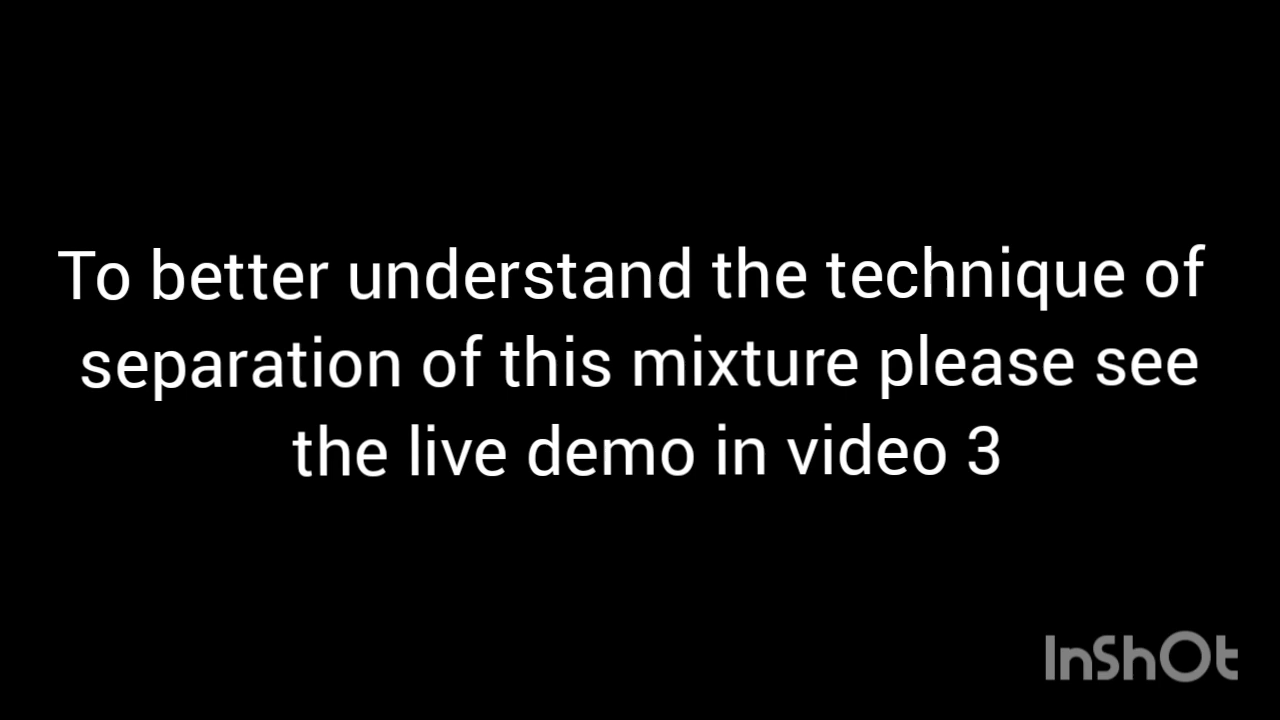 To better understand the technique of
separation of this mixture please see
the live demo in video 3
InShOt